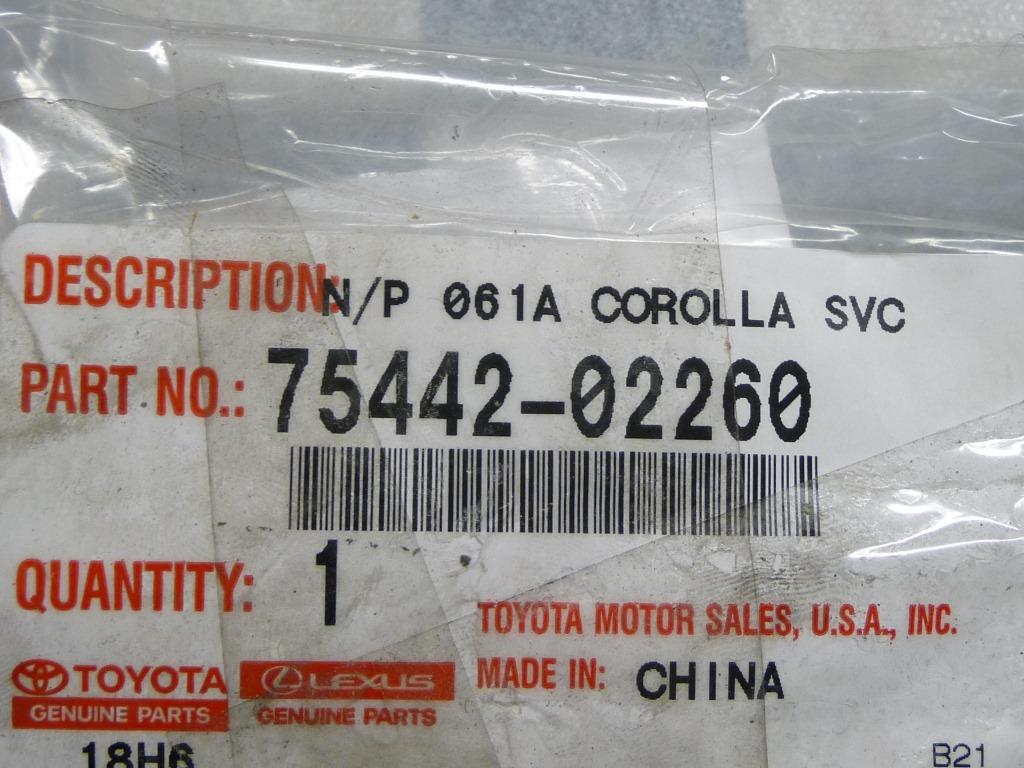 DESCRIPTION: N/P 061A COROLLA SVC
PART NO.: 75442-02260
QUANTITY: 1
TOYOTA MOTOR SALES, U.S.A., INC.
MADE IN: CHINA
TOYOTA
GENUINE PARTS
LEXUS
GENUINE PARTS
18H6
B21